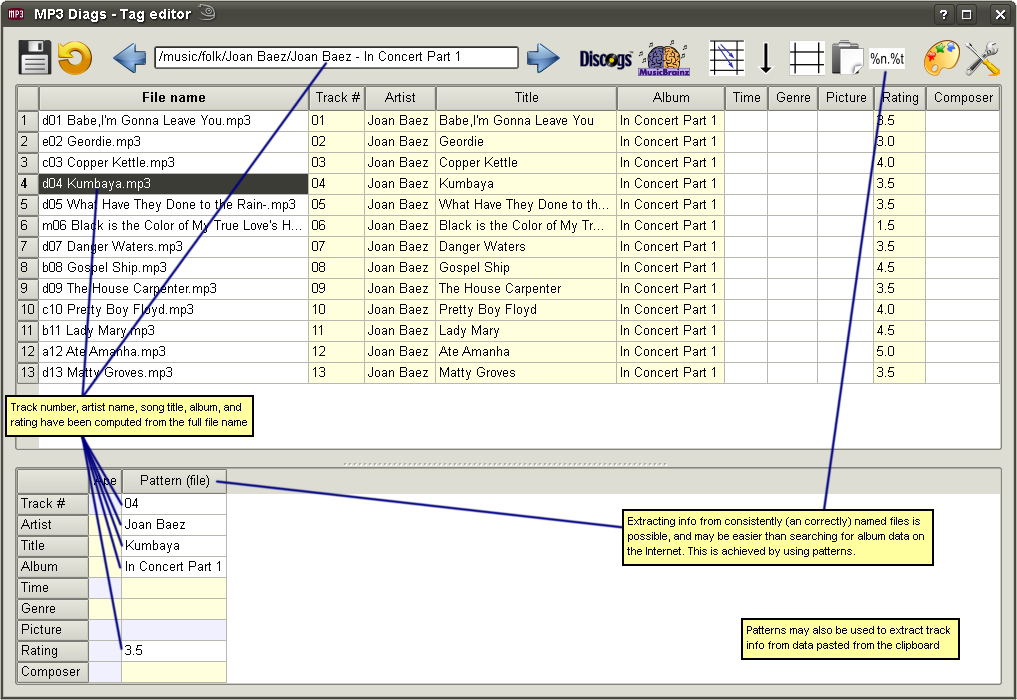 MP3 MP3 Diags - Tag editor ?
/music/folk/Joan Baez/Joan Baez - In Concert Part 1 Discogs MusicBrainz %n.%t
File name Track # Artist Title Album Time Genre Picture Rating Composer
1 d01 Babe,I'm Gonna Leave You.mp3 01 Joan Baez Babe,I'm Gonna Leave You In Concert Part 1 3.5
2 e02 Geordie.mp3 02 Joan Baez Geordie In Concert Part 1 3.0
3 c03 Copper Kettle.mp3 03 Joan Baez Copper Kettle In Concert Part 1 4.0
4 d04 Kumbaya.mp3 04 Joan Baez Kumbaya In Concert Part 1 3.5
5 d05 What Have They Done to the Rain-.mp3 05 Joan Baez What Have They Done to th... In Concert Part 1 3.5
6 m06 Black is the Color of My True Love's H... 06 Joan Baez Black is the Color of My Tr... In Concert Part 1 1.5
7 d07 Danger Waters.mp3 07 Joan Baez Danger Waters In Concert Part 1 3.5
8 b08 Gospel Ship.mp3 08 Joan Baez Gospel Ship In Concert Part 1 4.5
9 d09 The House Carpenter.mp3 09 Joan Baez The House Carpenter In Concert Part 1 3.5
10 c10 Pretty Boy Floyd.mp3 10 Joan Baez Pretty Boy Floyd In Concert Part 1 4.0
11 b11 Lady Mary.mp3 11 Joan Baez Lady Mary In Concert Part 1 4.5
12 a12 Ate Amanha.mp3 12 Joan Baez Ate Amanha In Concert Part 1 5.0
13 d13 Matty Groves.mp3 13 Joan Baez Matty Groves In Concert Part 1 3.5
Track number, artist name, song title, album, and
rating have been computed from the full file name
Ape Pattern (file)
Track # 04
Artist Joan Baez
Title Kumbaya
Album In Concert Part 1
Time
Genre
Picture
Rating 3.5
Composer
Extracting info from consistently (an correctly) named files is
possible, and may be easier than searching for album data on
the Internet. This is achieved by using patterns.
Patterns may also be used to extract track
info from data pasted from the clipboard